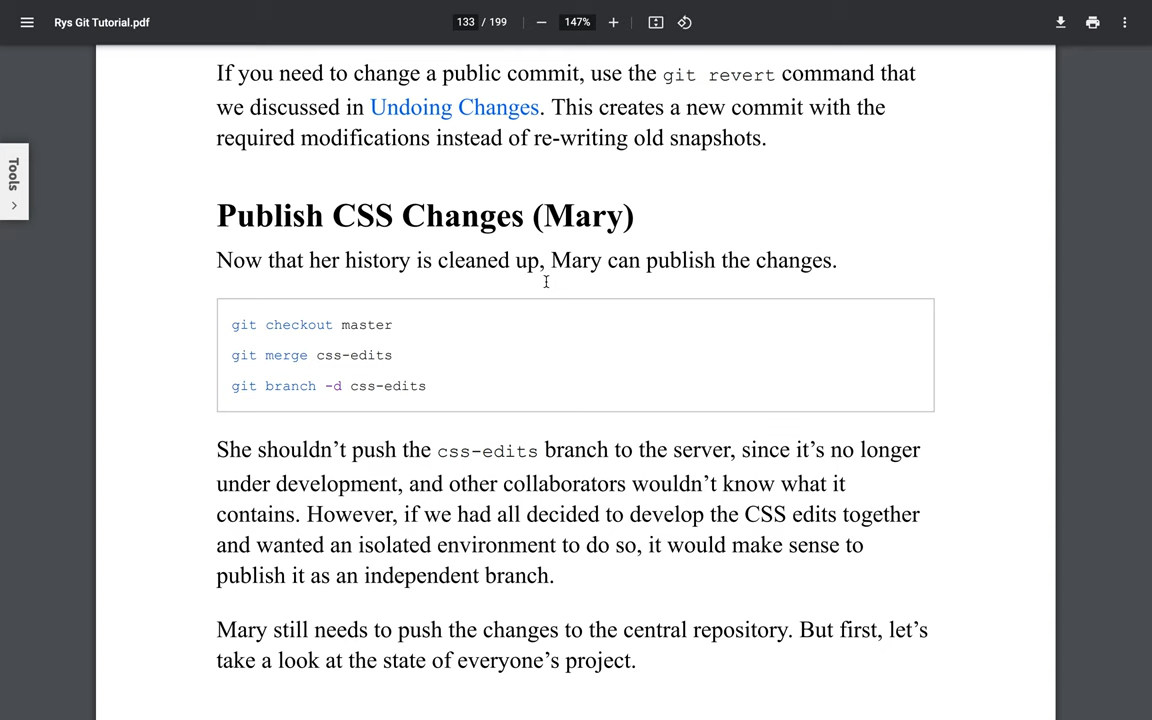 Rys Git Tutorial.pdf
133 / 199
147%
Tools
If you need to change a public commit, use the git revert command that
we discussed in Undoing Changes. This creates a new commit with the
required modifications instead of re-writing old snapshots.
Publish CSS Changes (Mary)
Now that her history is cleaned up, Mary can publish the changes.
git checkout master
git merge css-edits
git branch -d css-edits
She shouldn’t push the css-edits branch to the server, since it’s no longer
under development, and other collaborators wouldn’t know what it
contains. However, if we had all decided to develop the CSS edits together
and wanted an isolated environment to do so, it would make sense to
publish it as an independent branch.
Mary still needs to push the changes to the central repository. But first, let’s
take a look at the state of everyone’s project.